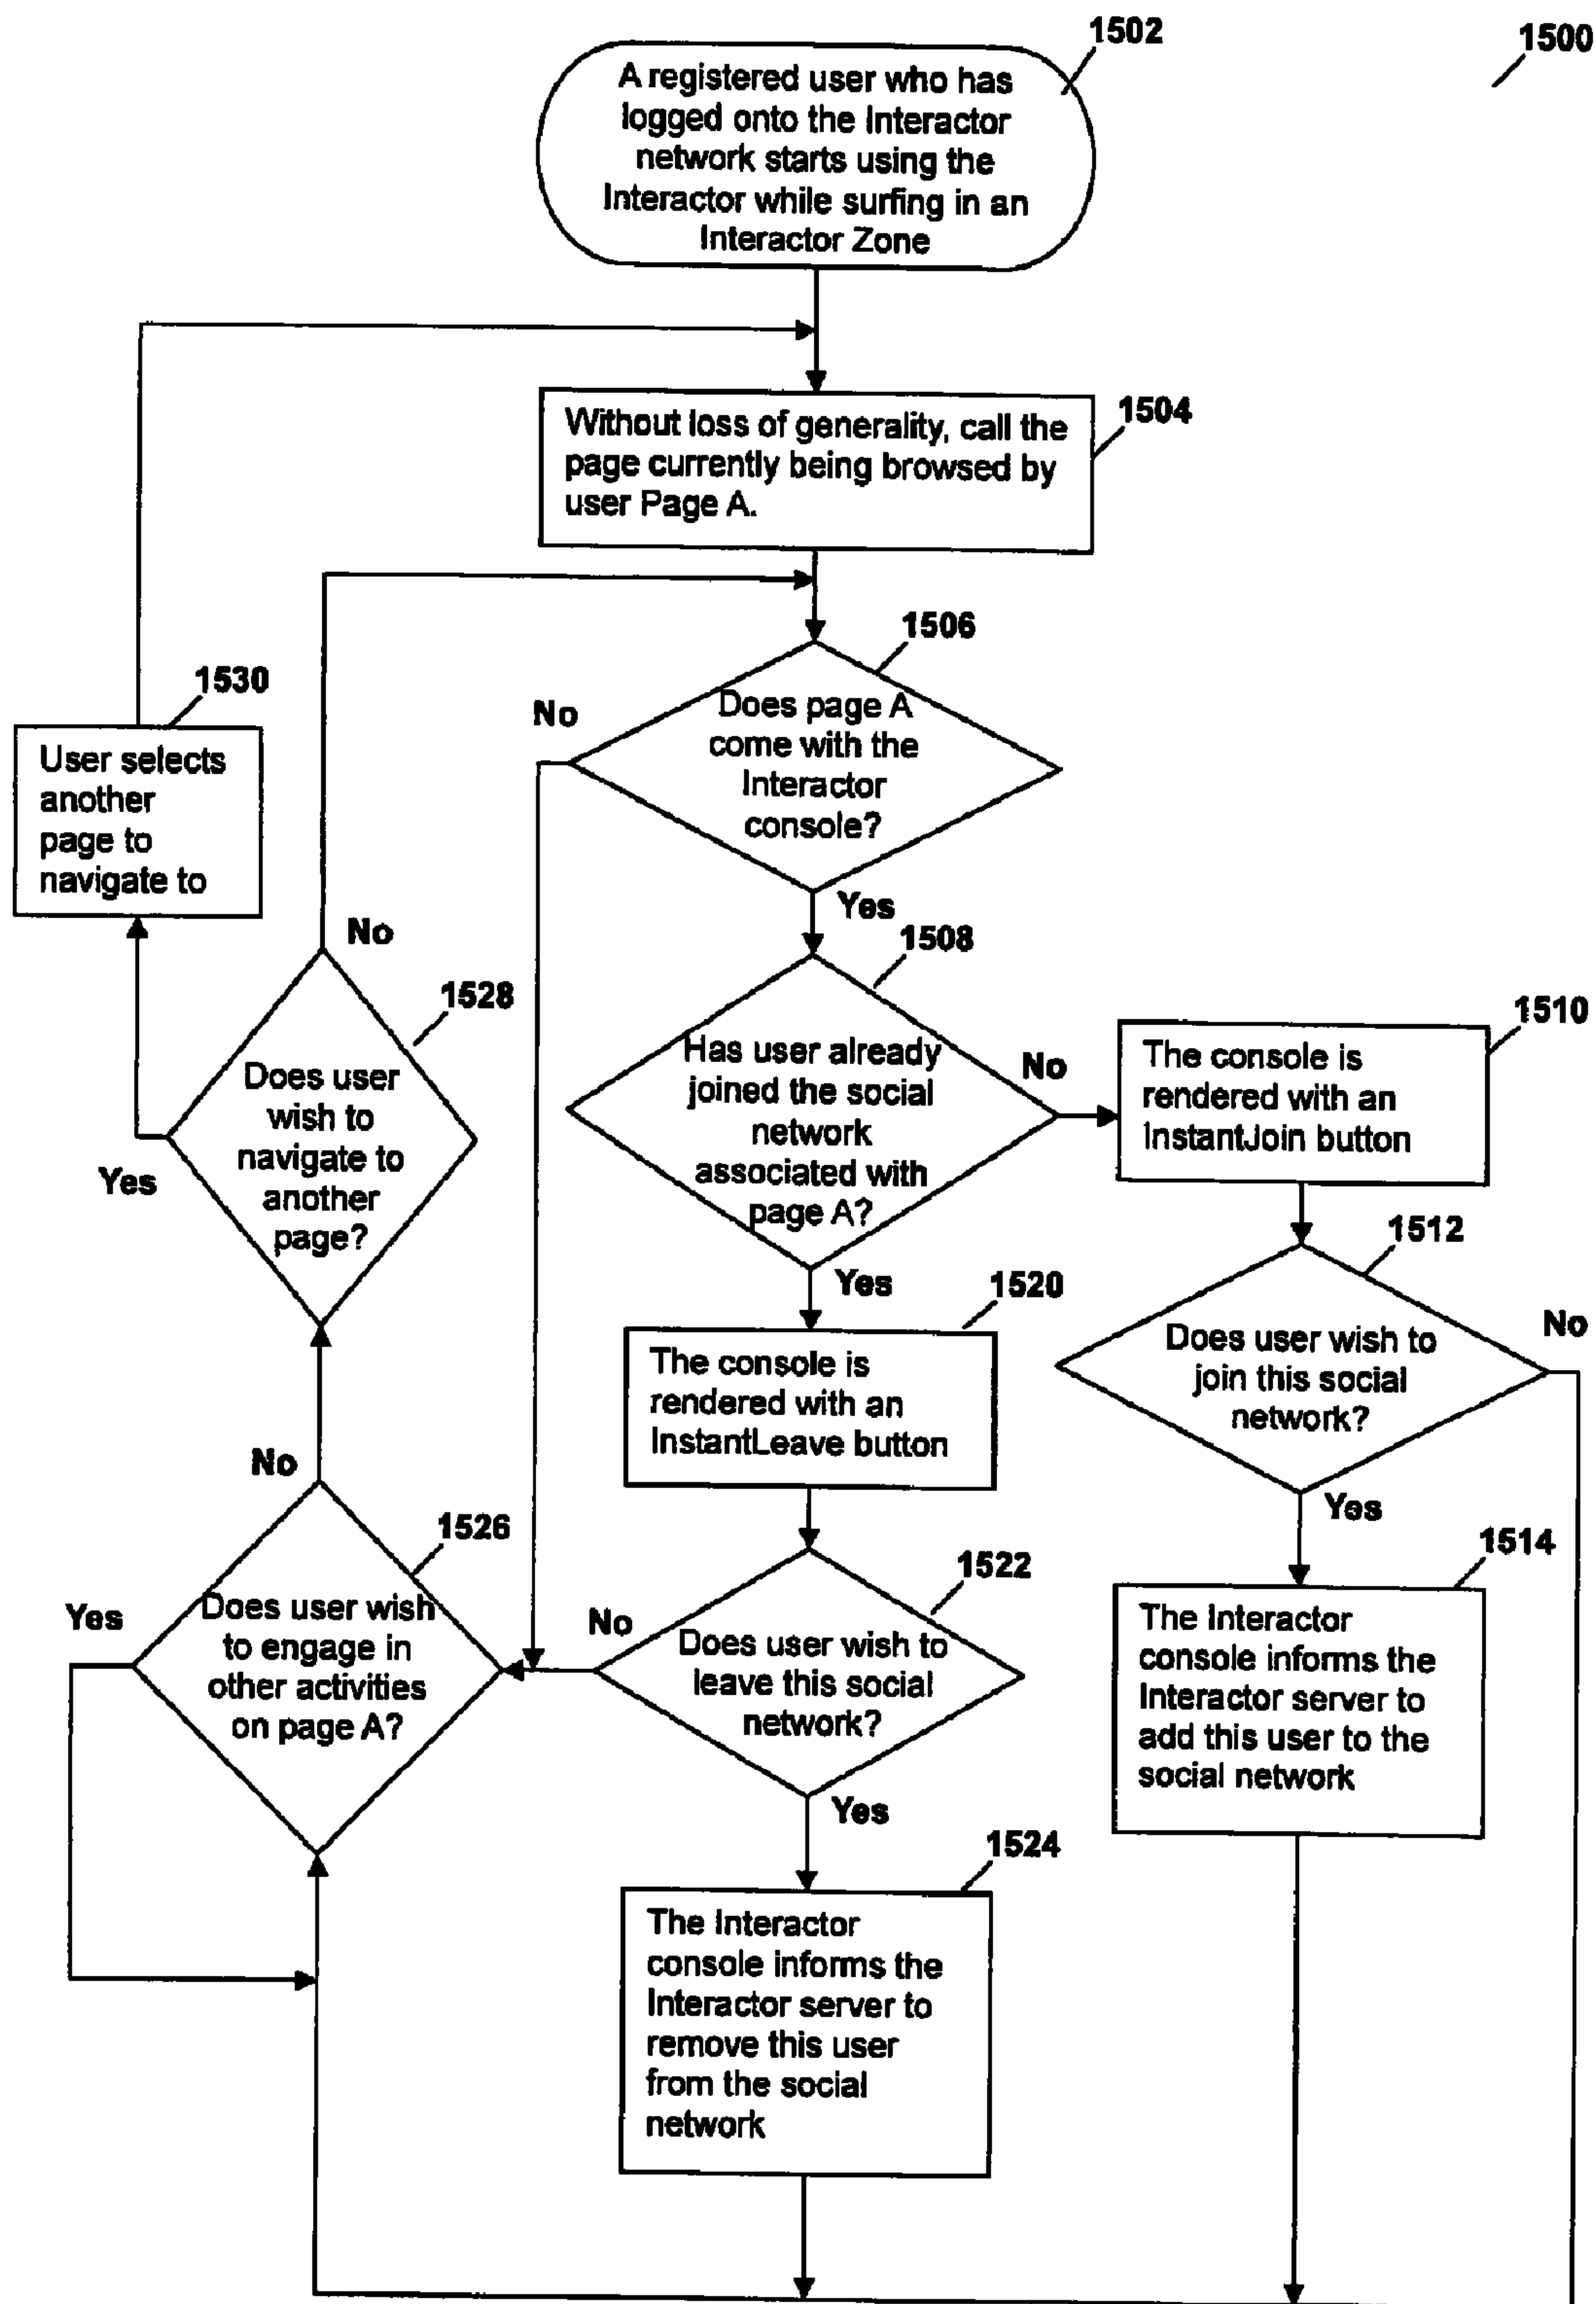 1502
1500
A registered user who has
logged onto the Interactor
network starts using the
Interactor while surfing in an
Interactor Zone
1504
Without loss of generality, call the
page currently being browsed by
user Page A.
1506
No
Does page A
come with the
Interactor
console?
Yes
1530
User selects
another
page to
navigate to
No
1528
Does user
wish to
navigate to
another
page?
Yes
1508
Has user already
joined the social
network
associated with
page A?
No
Yes
1510
The console is
rendered with an
InstantJoin button
1512
Does user wish to
join this social
network?
No
Yes
1520
The console is
rendered with an
InstantLeave button
1514
The Interactor
console informs the
Interactor server to
add this user to the
social network
No
1526
Yes
Does user wish
to engage in
other activities
on page A?
1522
No
Does user wish to
leave this social
network?
Yes
1524
The Interactor
console informs the
Interactor server to
remove this user
from the social
network